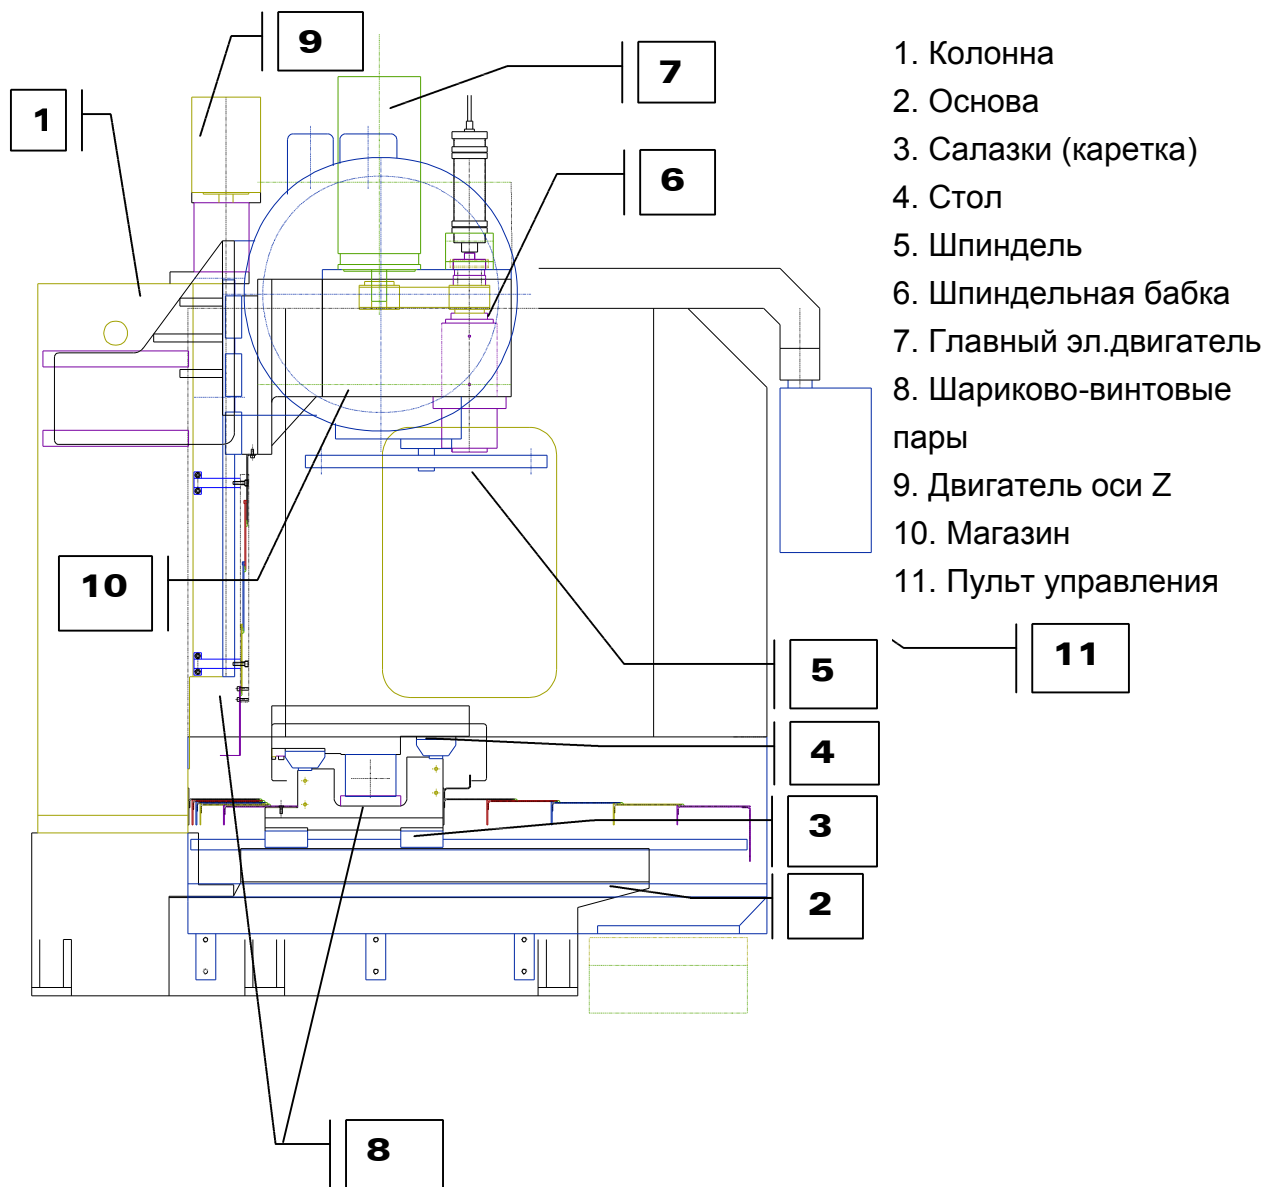 9
7
1
6
10
5
11
4
3
2
8
1. Колонна
2. Основа
3. Салазки (каретка)
4. Стол
5. Шпиндель
6. Шпиндельная бабка
7. Главный эл.двигатель
8. Шариково-винтовые
пары
9. Двигатель оси Z
10. Магазин
11. Пульт управления